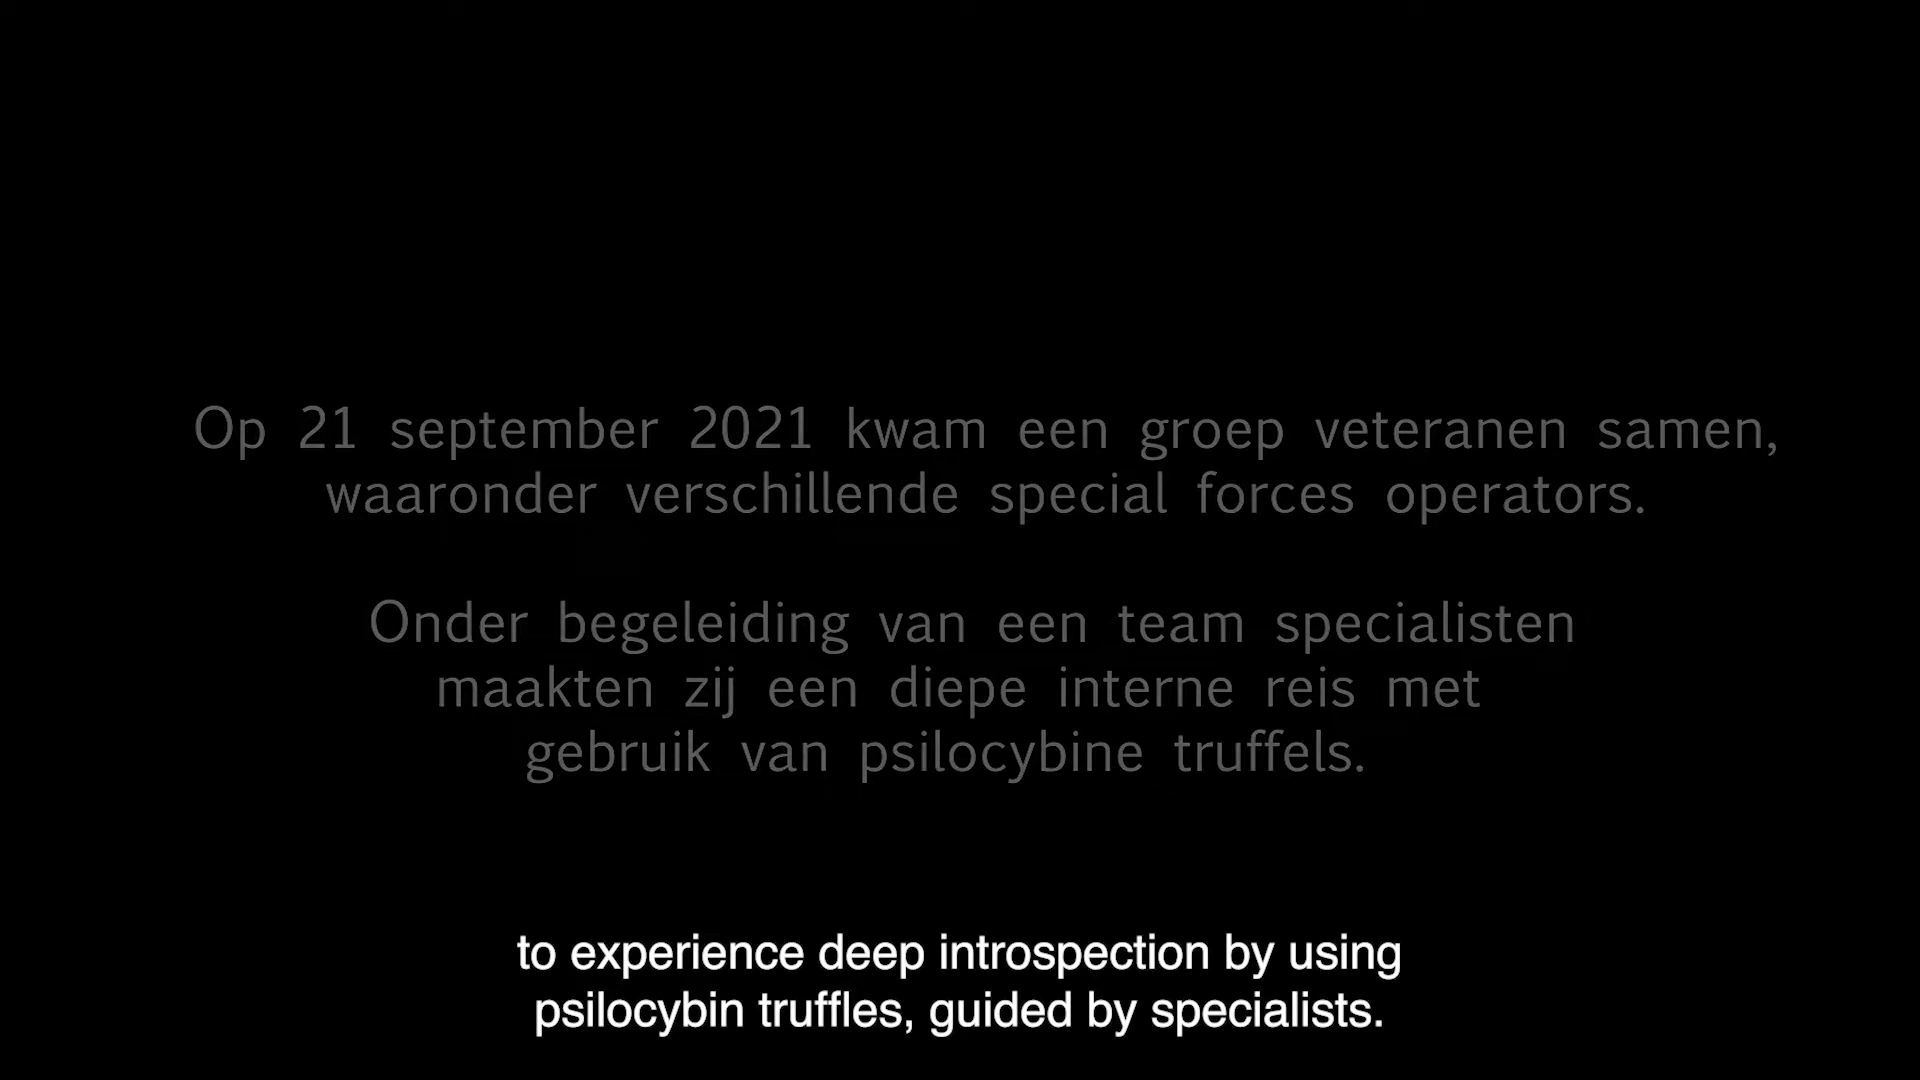 Op 21 september 2021 kwam een groep veteranen samen,
waaronder verschillende special forces operators.
Onder begeleiding van een team specialisten
maakten zij een diepe interne reis met
gebruik van psilocybine truffels.
to experience deep introspection by using
psilocybin truffles, guided by specialists.